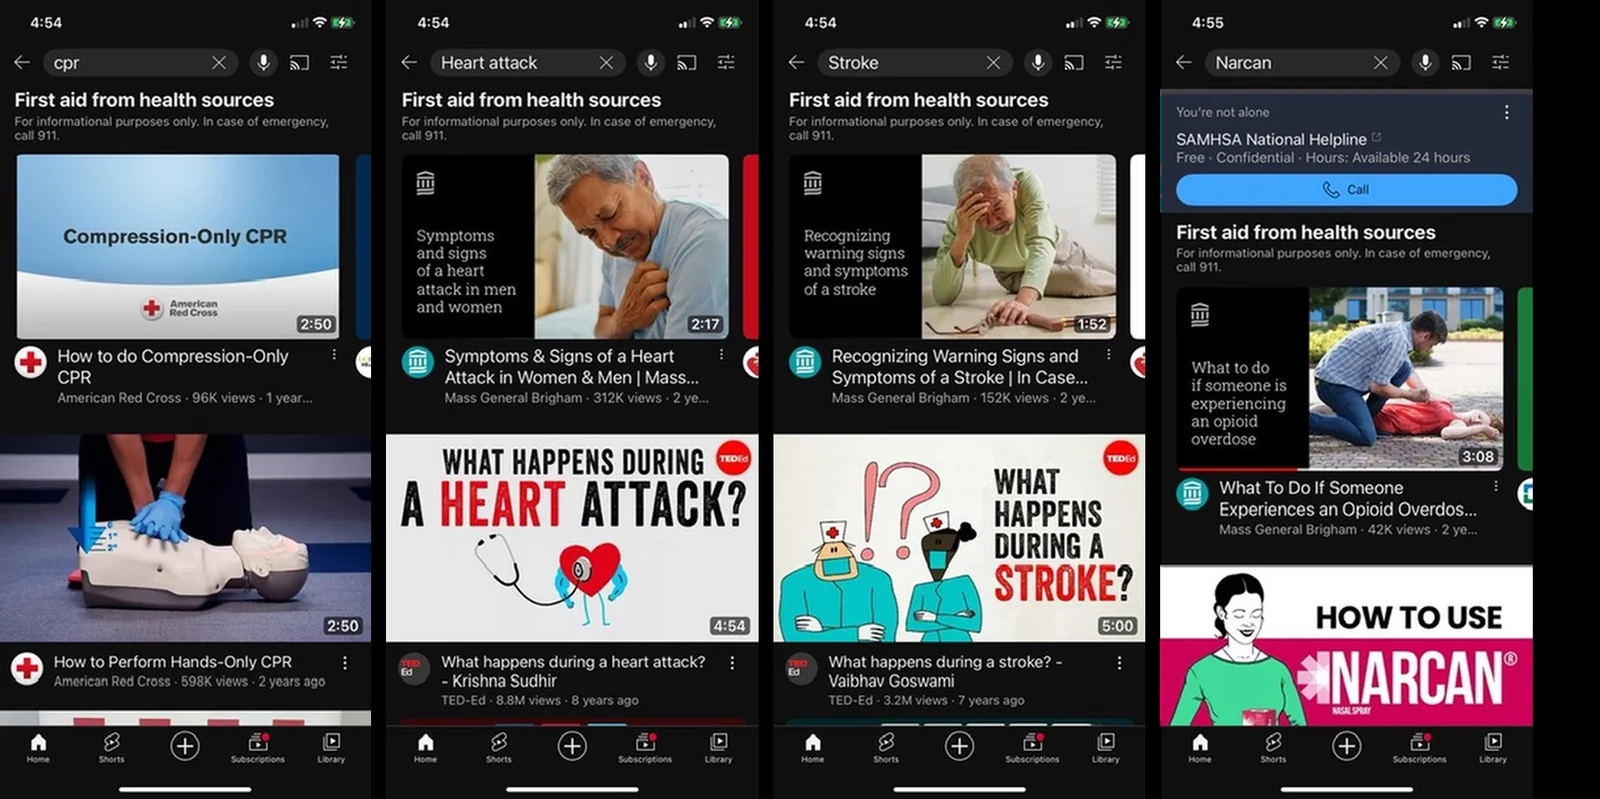 4:54
cpr
First aid from health sources
For informational purposes only. In case of emergency,
call 911.
Compression-Only CPR
American
Red Cross
2:50
How to do Compression-Only
CPR
American Red Cross · 96K views · 1 year...
1"
2"
2:50
How to Perform Hands-Only CPR
American Red Cross · 598K views · 2 years ago
Home
Shorts
Subscriptions
Library
4:54
Heart attack
First aid from health sources
For informational purposes only. In case of emergency,
call 911.
Symptoms
and signs
of a heart
attack in men
and women
2:17
Symptoms & Signs of a Heart
Attack in Women & Men | Mass...
Mass General Brigham · 312K views · 2 ye...
TEDEd
WHAT HAPPENS DURING
A HEART ATTACK?
4:54
TED
Ed
What happens during a heart attack?
- Krishna Sudhir
TED-Ed · 8.8M views · 8 years ago
Home
Shorts
Subscriptions
Library
4:54
Stroke
First aid from health sources
For informational purposes only. In case of emergency,
call 911.
Recognizing
warning signs
and symptoms
of a stroke
1:52
Recognizing Warning Signs and
Symptoms of a Stroke | In Case...
Mass General Brigham · 152K views · 2 ye...
TEDEd
!?
WHAT
HAPPENS
DURING A
STROKE?
5:00
TED
Ed
What happens during a stroke? -
Vaibhav Goswami
TED-Ed · 3.2M views · 7 years ago
Home
Shorts
Subscriptions
Library
4:55
Narcan
You're not alone
SAMHSA National Helpline
Free · Confidential · Hours: Available 24 hours
Call
First aid from health sources
For informational purposes only. In case of emergency,
call 911.
What to do
if someone is
experiencing
an opioid
overdose
3:08
What To Do If Someone
Experiences an Opioid Overdos...
Mass General Brigham · 42K views · 2 ye...
HOW TO USE
NARCAN®
NASAL SPRAY
Home
Shorts
Subscriptions
Library